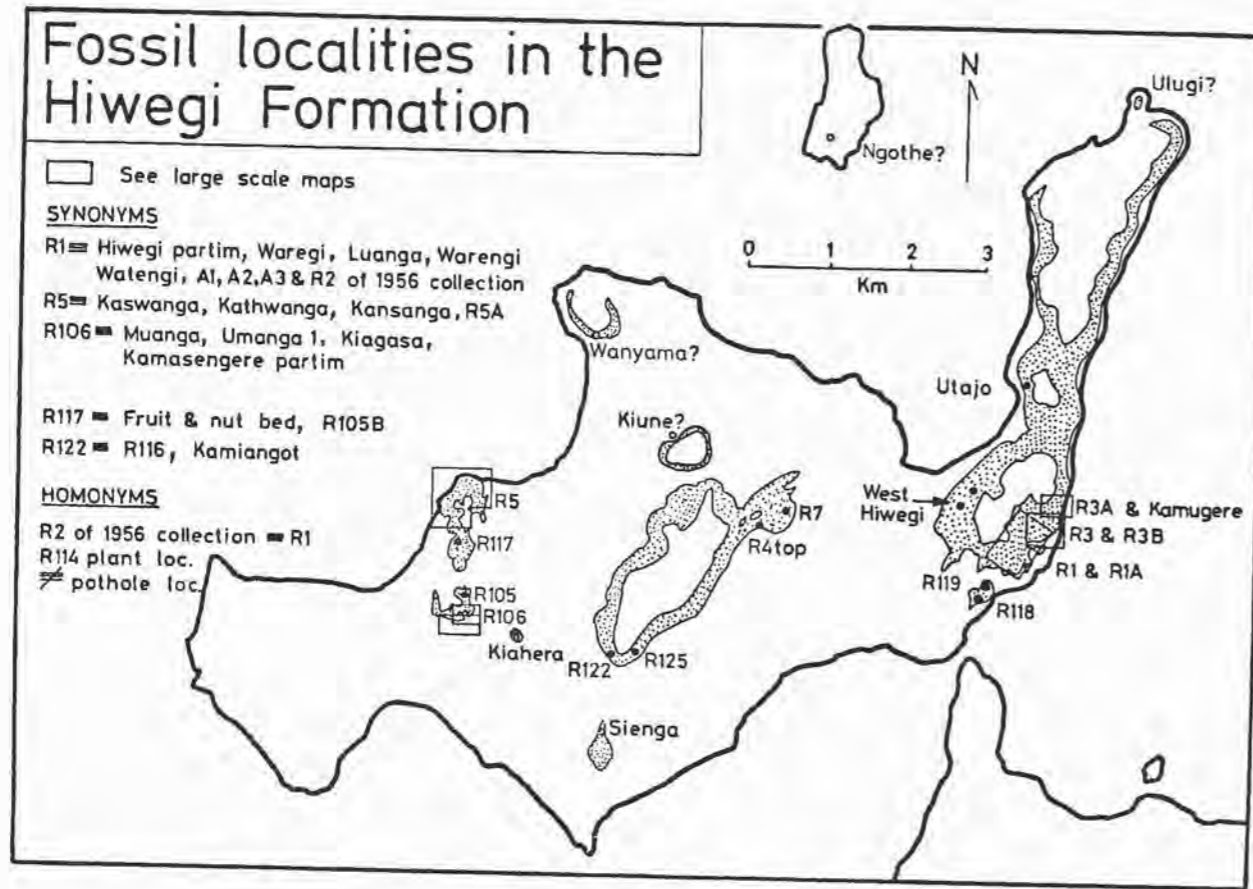 Fossil localities in the
Hiwegi Formation
See large scale maps
SYNONYMS
R1= Hiwegi partim, Waregi, Luanga, Warengi
Watengi, A1, A2, A3 & R2 of 1956 collection
R5= Kaswanga, Kathwanga, Kansanga, R5A
R106= Muanga, Umanga 1, Kiagasa,
Kamasengere partim
R117= Fruit & nut bed, R105B
R122= R116, Kamiangot
HOMONYMS
R2 of 1956 collection = R1
R114 plant loc.
≠ pothole loc.
N
Ulugi?
Ngothe?
0 1 2 3
Km
Wanyama?
Utajo
Kiune?
West
Hiwegi
R5
R7
R3A & Kamugere
R4top
R3 & R3B
R117
R1 & R1A
R119
R105
R118
R106
Kiahera
R122
R125
Sienga